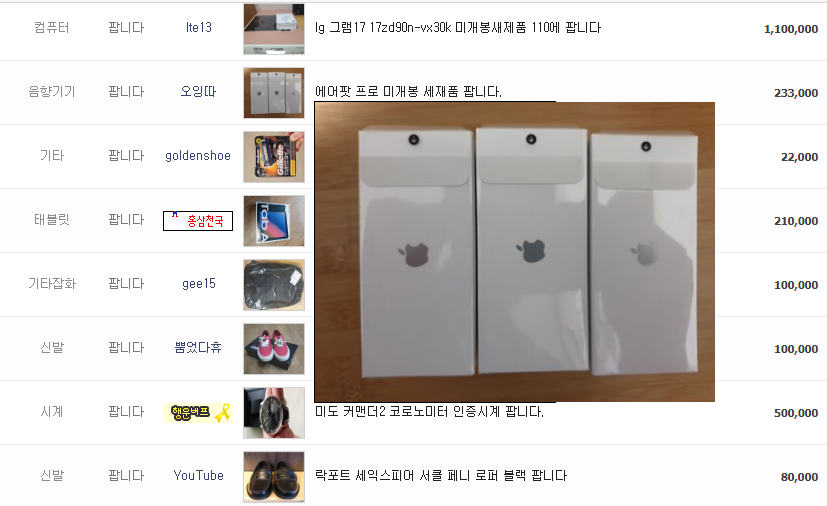 컴퓨터 팝니다 lte13 lg 그램17 17zd90n-vx30k 미개봉새제품 110에 팝니다 1,100,000
음향기기 팝니다 오잉따 에어팟 프로 미개봉 세재품 팝니다. 233,000
기타 팝니다 goldenshoe 22,000
태블릿 팝니다 홍삼천국 210,000
기타잡화 팝니다 gee15 100,000
신발 팝니다 뿜었다휴 100,000
시계 팝니다 행운버프 500,000
미도 커맨더2 코로노미터 인증시계 팝니다.
신발 팝니다 YouTube 락포트 세익스피어 서클 페니 로퍼 블랙 팝니다 80,000